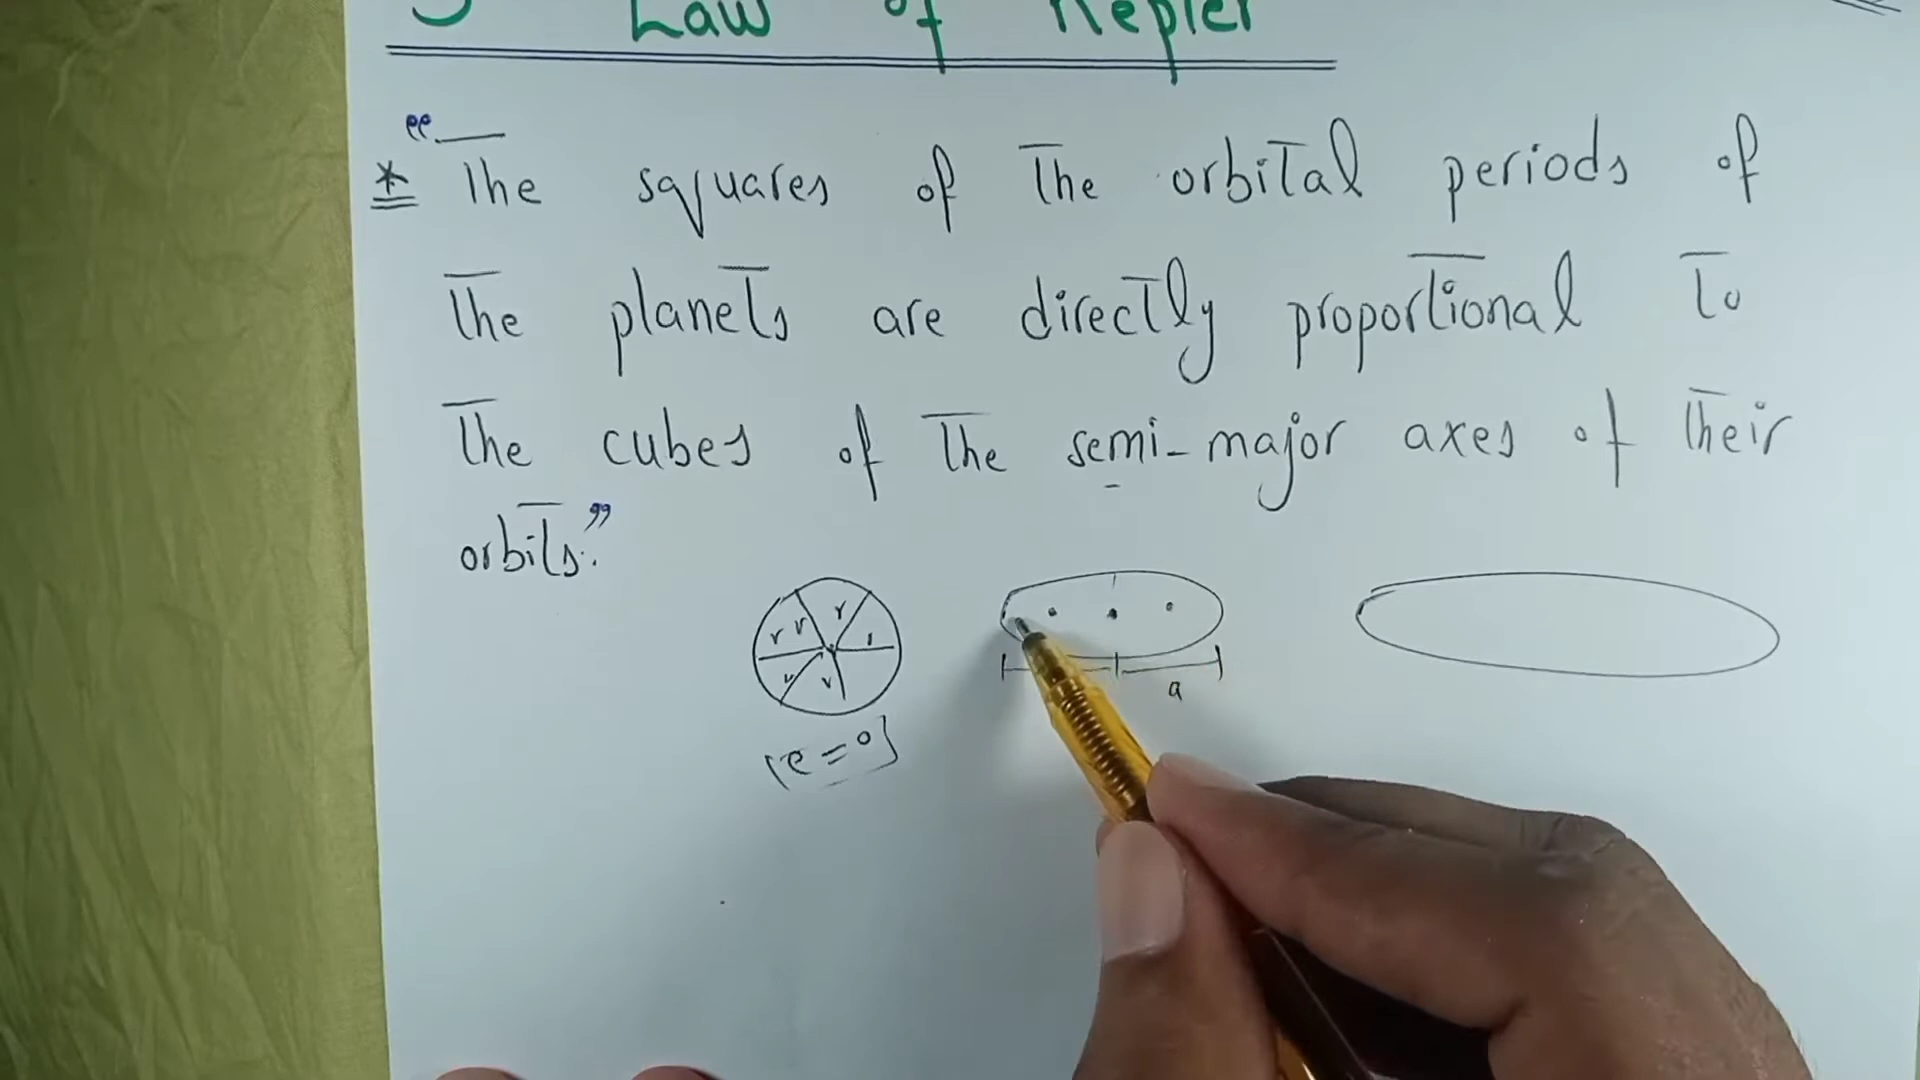 Law of Kepler
* "The squares of the orbital periods of
the planets are directly proportional to
the cubes of the semi-major axes of their
orbits."
r r r r
a
[e=0]